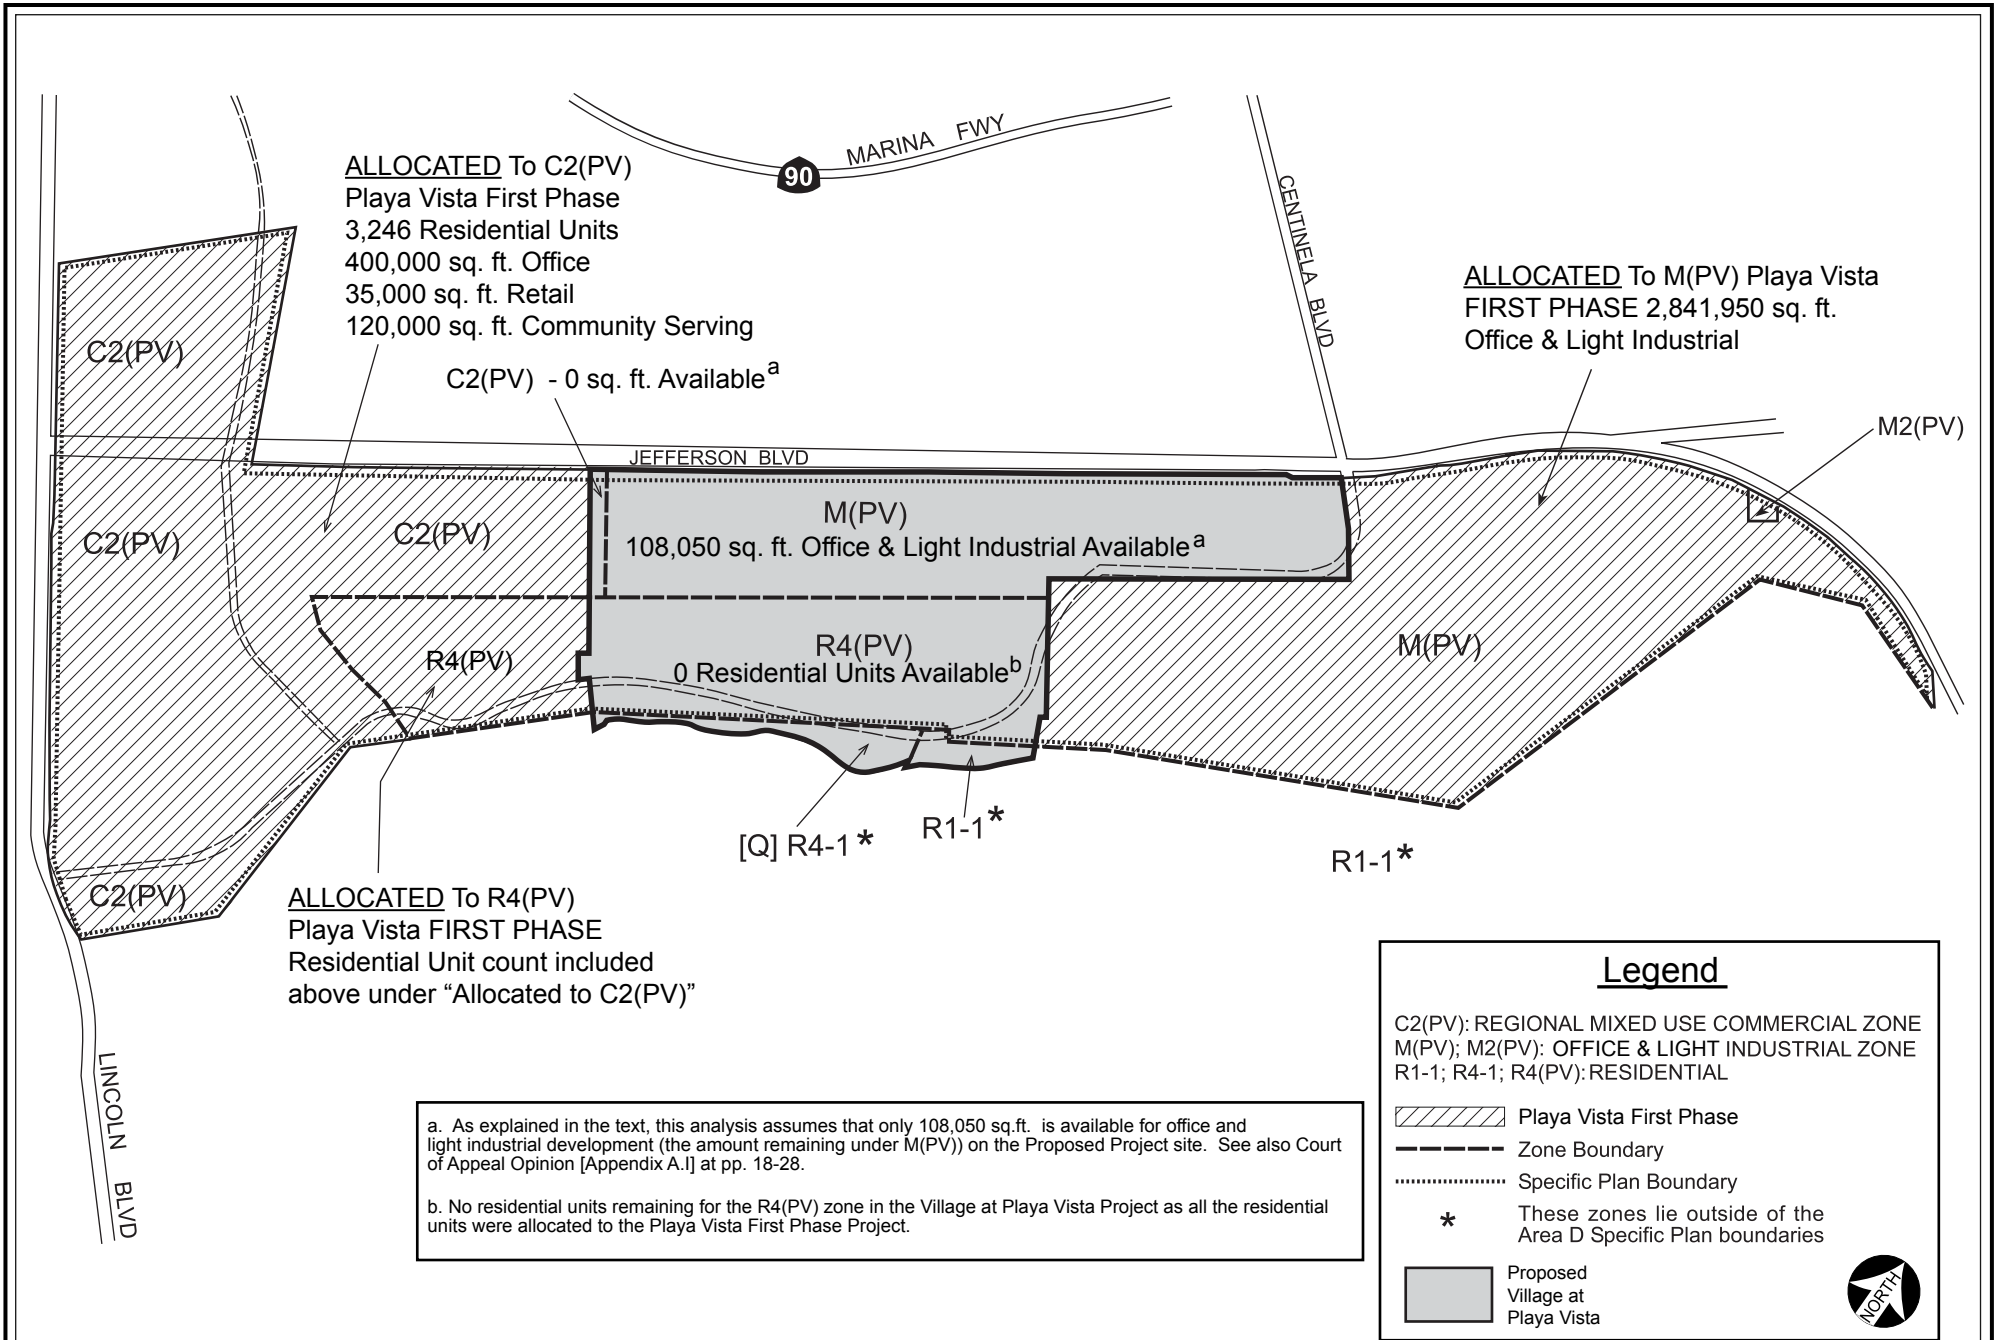 MARINA FWY
90
ALLOCATED To C2(PV)
Playa Vista First Phase
3,246 Residential Units
400,000 sq. ft. Office
35,000 sq. ft. Retail
120,000 sq. ft. Community Serving
C2(PV) - 0 sq. ft. Available a
CENTINELA BLVD
ALLOCATED To M(PV) Playa Vista
FIRST PHASE 2,841,950 sq. ft.
Office & Light Industrial
M2(PV)
C2(PV)
JEFFERSON BLVD
C2(PV)
C2(PV)
M(PV)
108,050 sq. ft. Office & Light Industrial Available a
R4(PV)
R4(PV)
0 Residential Units Available b
M(PV)
[Q] R4-1 *
R1-1 *
R1-1 *
C2(PV)
ALLOCATED To R4(PV)
Playa Vista FIRST PHASE
Residential Unit count included
above under “Allocated to C2(PV)”
LINCOLN BLVD
a. As explained in the text, this analysis assumes that only 108,050 sq.ft. is available for office and
light industrial development (the amount remaining under M(PV)) on the Proposed Project site. See also Court
of Appeal Opinion [Appendix A.I] at pp. 18-28.
b. No residential units remaining for the R4(PV) zone in the Village at Playa Vista Project as all the residential
units were allocated to the Playa Vista First Phase Project.
Legend
C2(PV): REGIONAL MIXED USE COMMERCIAL ZONE
M(PV); M2(PV): OFFICE & LIGHT INDUSTRIAL ZONE
R1-1; R4-1; R4(PV): RESIDENTIAL
Playa Vista First Phase
Zone Boundary
Specific Plan Boundary
* These zones lie outside of the
Area D Specific Plan boundaries
Proposed
Village at
Playa Vista
NORTH